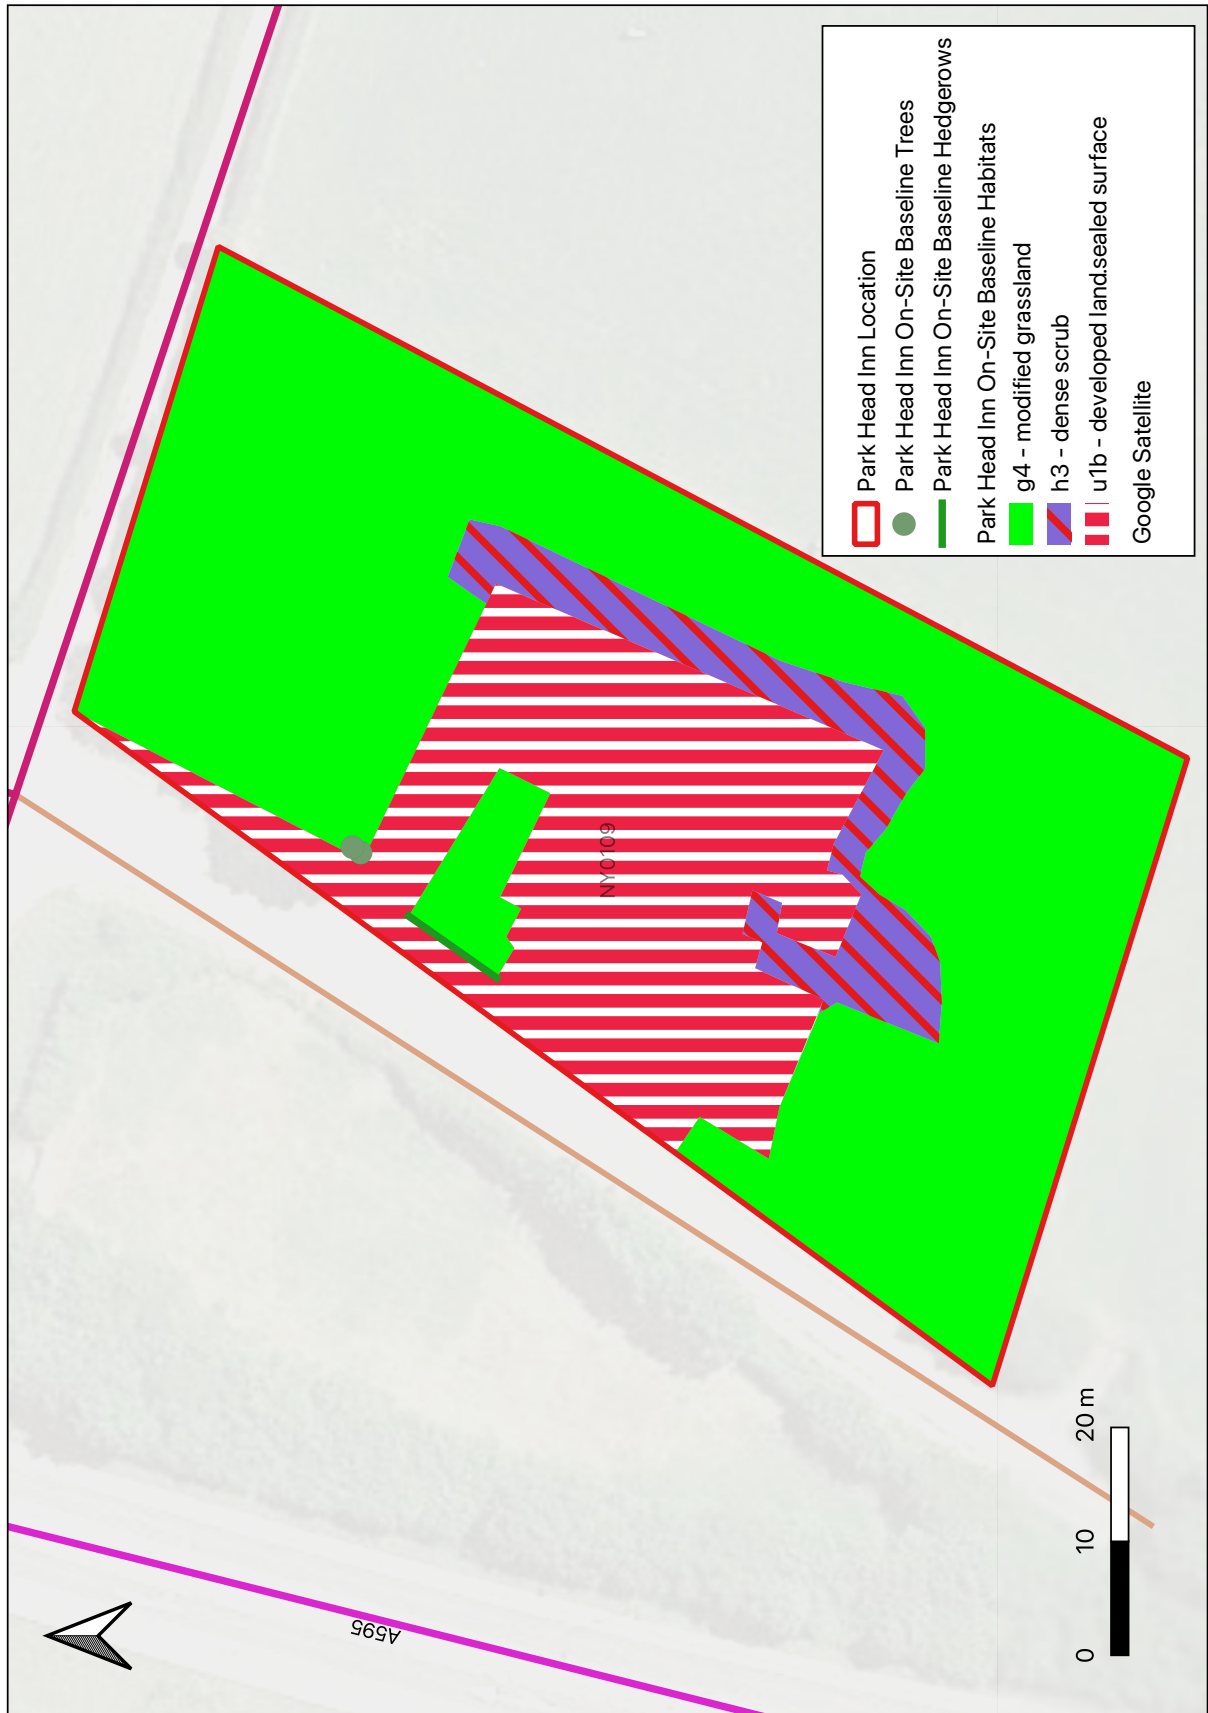 Park Head Inn Location
Park Head Inn On-Site Baseline Trees
Park Head Inn On-Site Baseline Hedgerows
Park Head Inn On-Site Baseline Habitats
g4 - modified grassland
h3 - dense scrub
u1b - developed land.sealed surface
Google Satellite
NY0109
A595
0 10 20 m